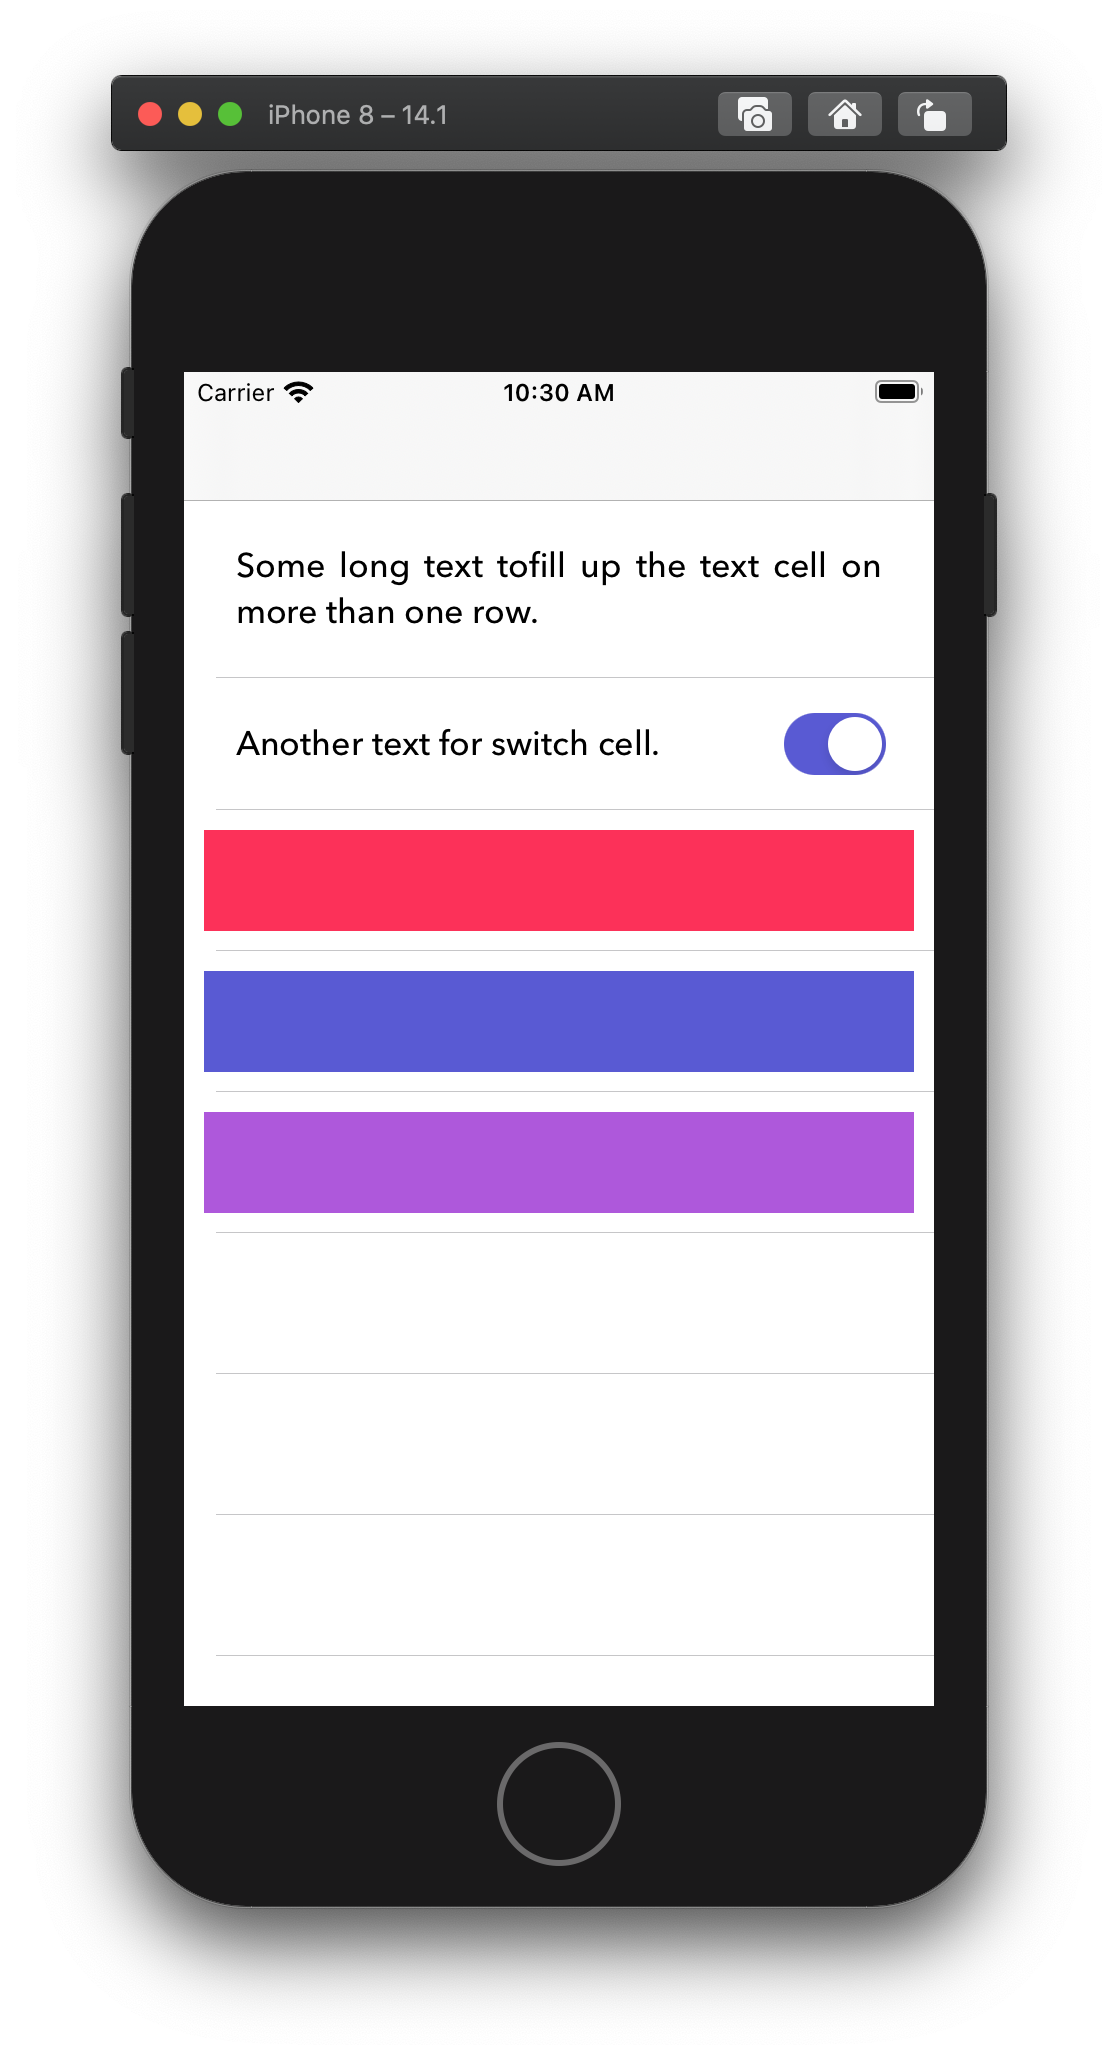 iPhone 8 – 14.1
Carrier 10:30 AM
Some long text tofill up the text cell on
more than one row.
Another text for switch cell.